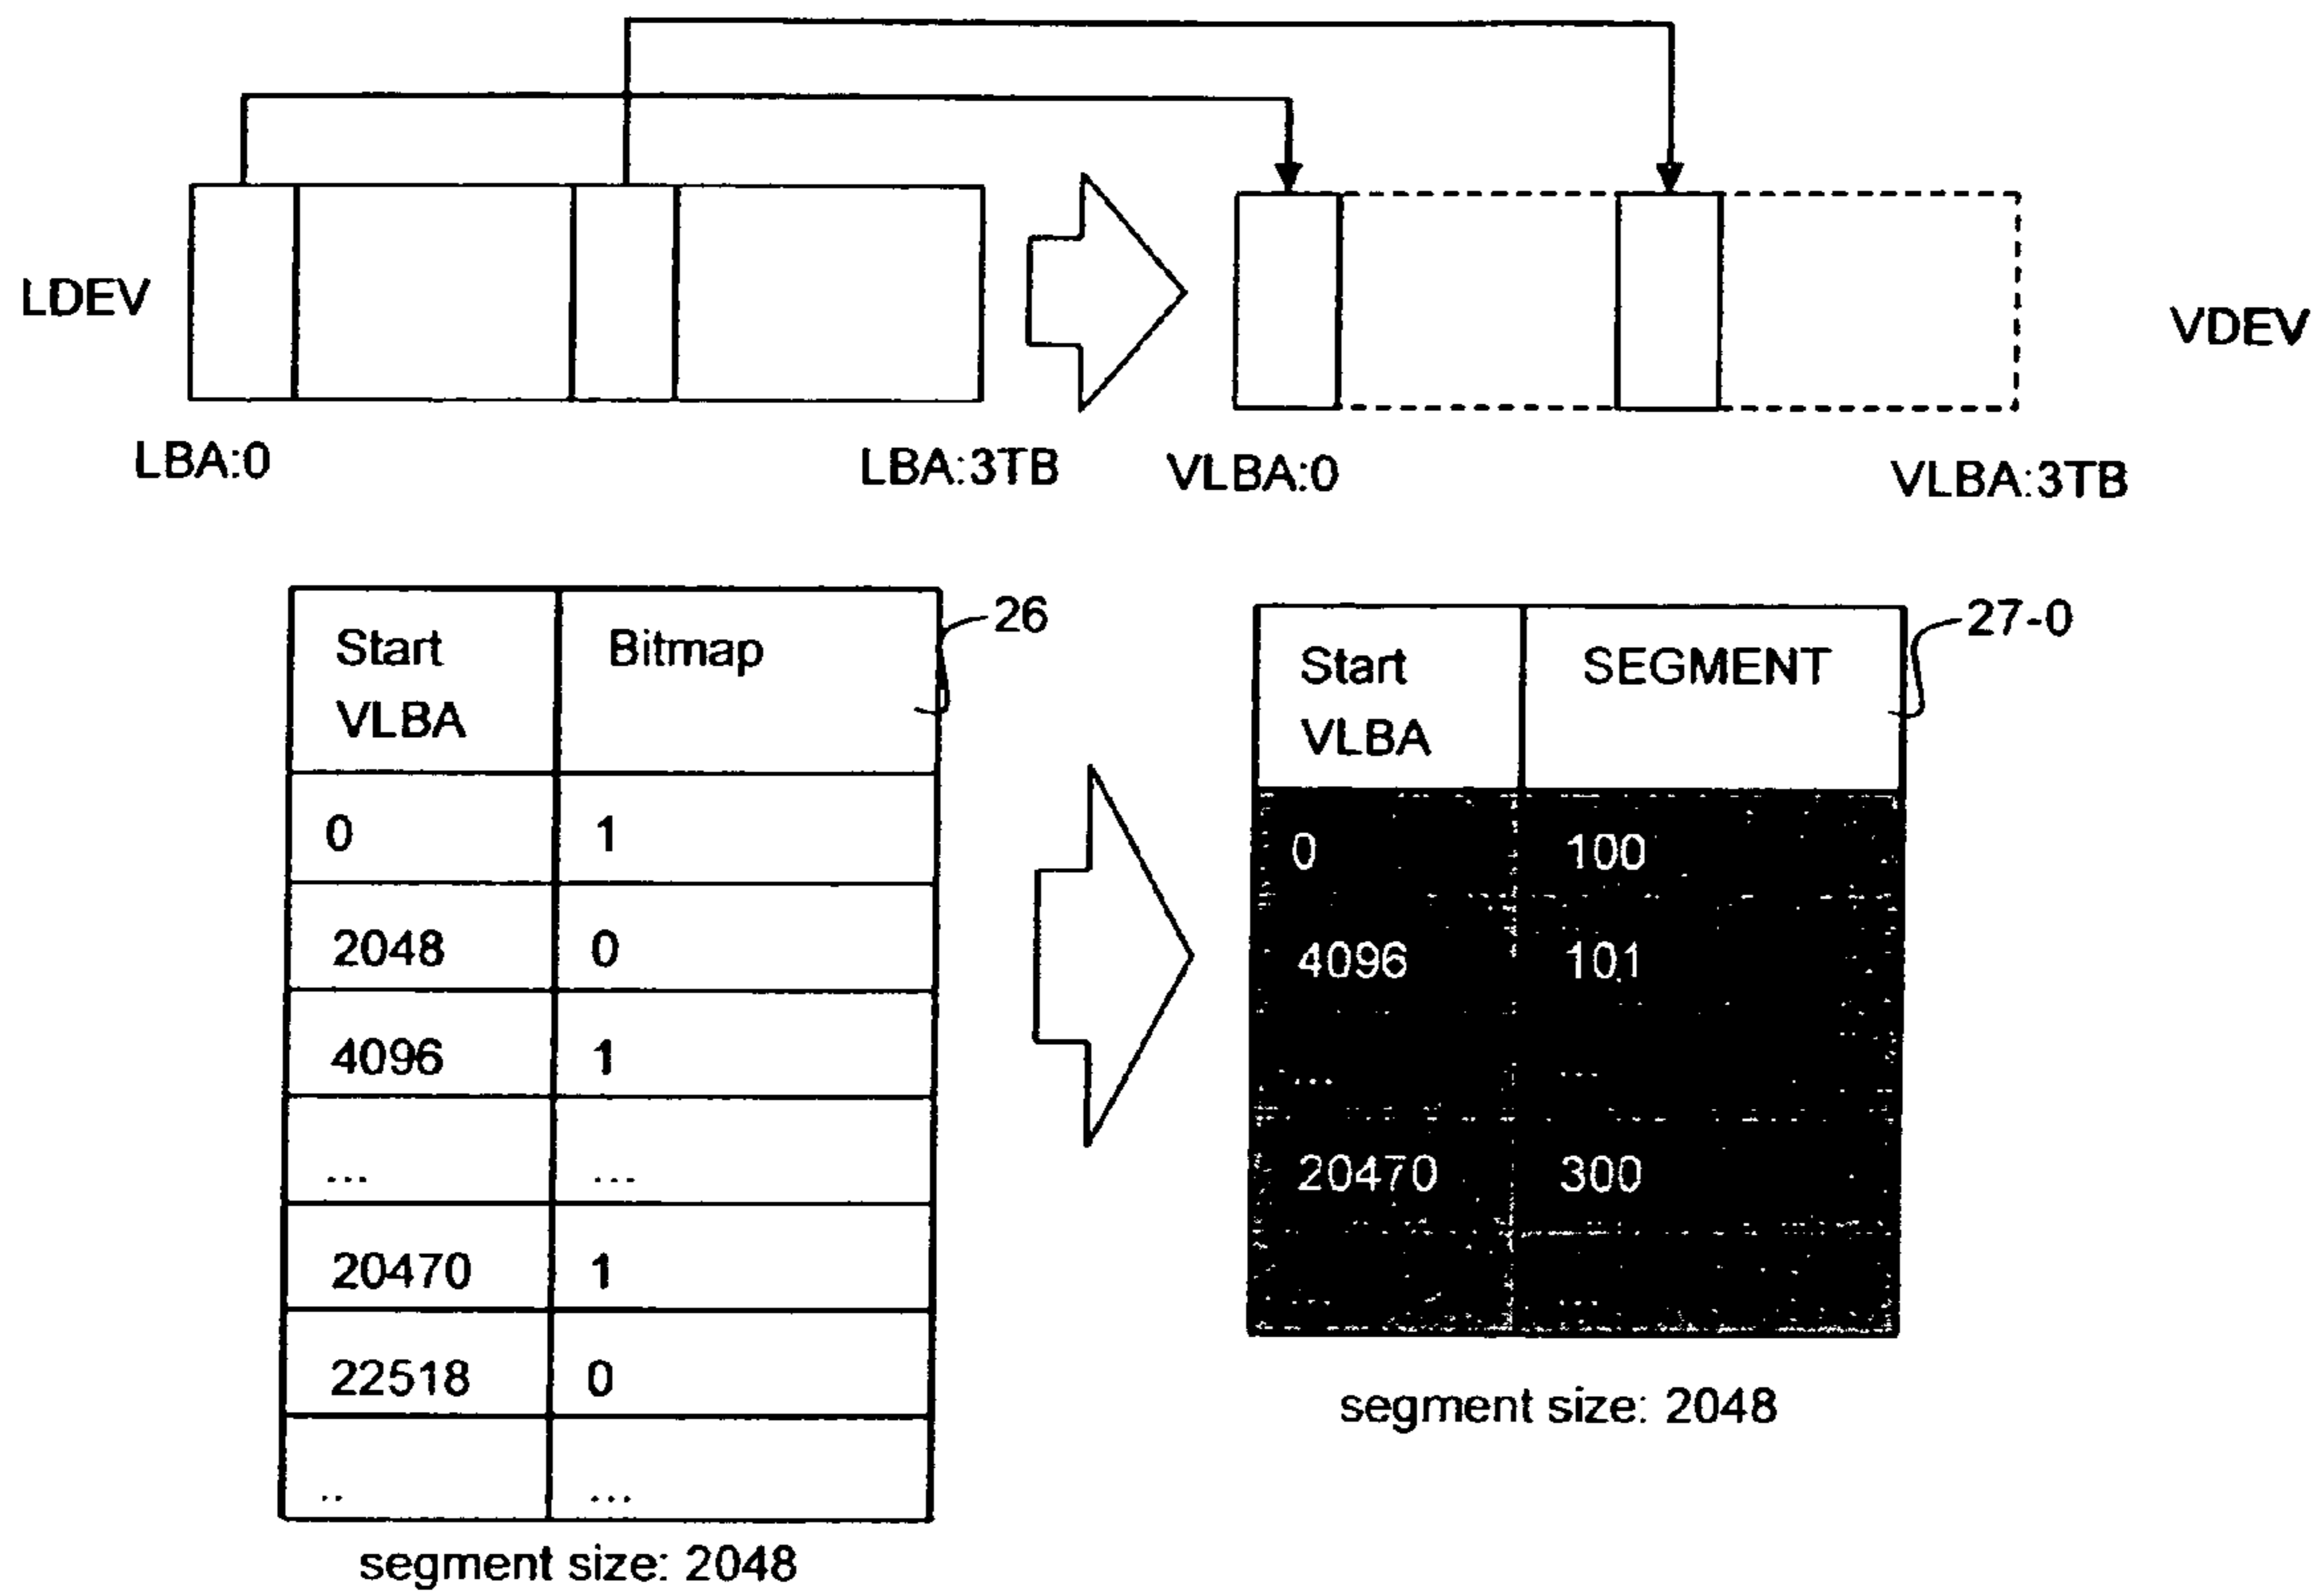 LDEV
VDEV
LBA:0
LBA:3TB
VLBA:0
VLBA:3TB
Start VLBA
Bitmap
26
0
1
2048
0
4096
1
...
...
20470
1
22518
0
..
...
segment size: 2048
Start VLBA
SEGMENT
27-0
0
100
4096
101
...
...
20470
300
...
...
segment size: 2048